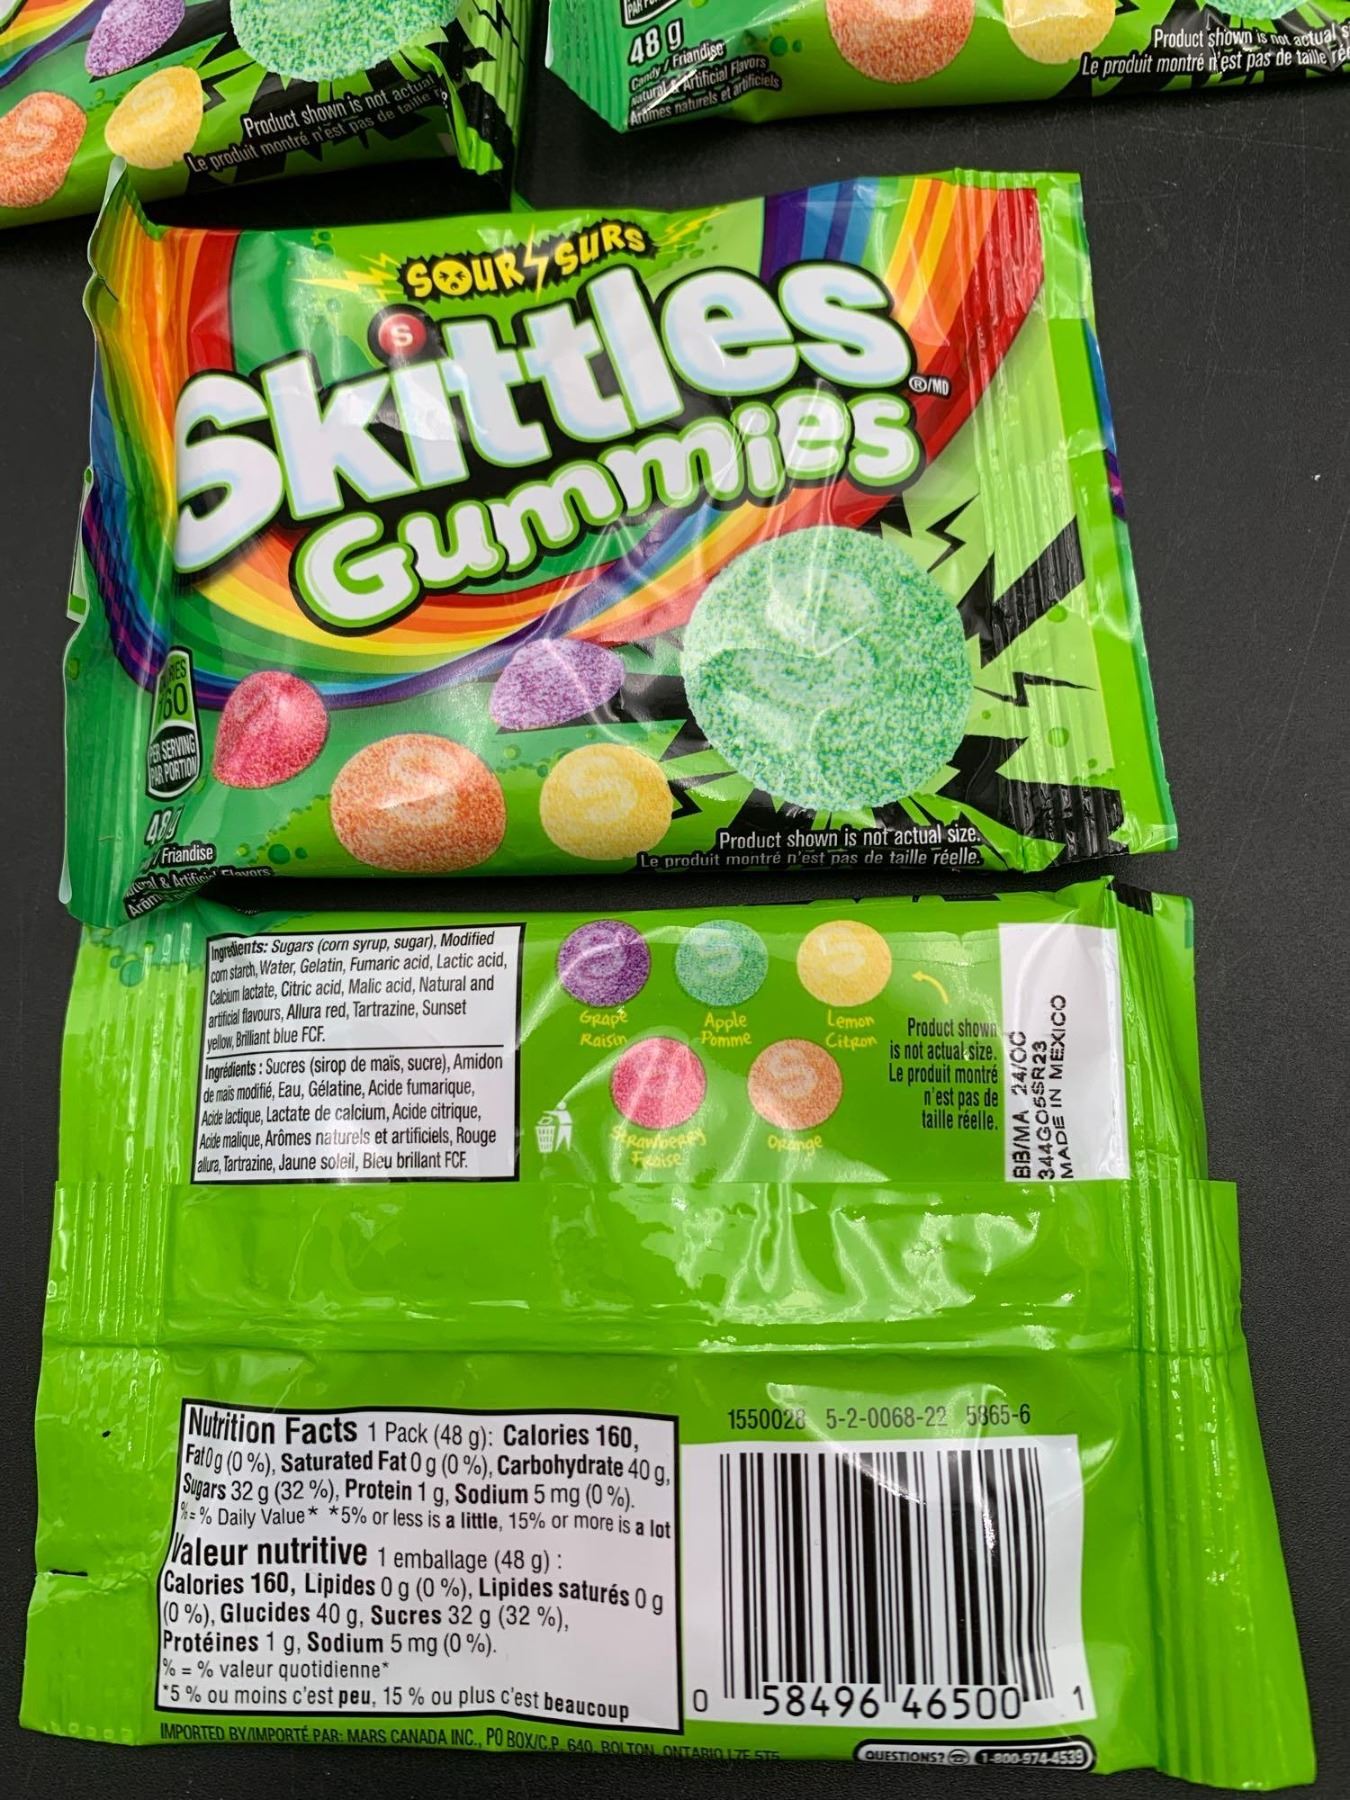 Product shown is not actual
Le produit montré n'est pas de taille
48 g
Candy / Friandise
Natural & Artificial Flavors
Arômes naturels et artificiels
Product shown is not actual
Le produit montré n'est pas de taille
SOUR SURS
Skittles
®/MD
Gummies
PER SERVING
PAR PORTION
48 g
/ Friandise
& Artificial Flavors
Product shown is not actual size.
Le produit montré n'est pas de taille réelle.
Ingredients: Sugars (corn syrup, sugar), Modified
corn starch, Water, Gelatin, Fumaric acid, Lactic acid,
Calcium lactate, Citric acid, Malic acid, Natural and
artificial flavours, Allura red, Tartrazine, Sunset
yellow, Brilliant blue FCF.
Ingrédients : Sucres (sirop de maïs, sucre), Amidon
de maïs modifié, Eau, Gélatine, Acide fumarique,
Acide lactique, Lactate de calcium, Acide citrique,
Acide malique, Arômes naturels et artificiels, Rouge
allura, Tartrazine, Jaune soleil, Bleu brillant FCF.
Grape
Raisin
Apple
Pomme
Lemon
Citron
Strawberry
Fraise
Orange
Product shown
is not actual size.
Le produit montré
n'est pas de
taille réelle.
BB/MA 24/OC
344GO5SR23
MADE IN MEXICO
Nutrition Facts 1 Pack (48 g): Calories 160,
Fat 0 g (0 %), Saturated Fat 0 g (0 %), Carbohydrate 40 g,
Sugars 32 g (32 %), Protein 1 g, Sodium 5 mg (0 %).
% = % Daily Value* *5% or less is a little, 15% or more is a lot
Valeur nutritive 1 emballage (48 g) :
Calories 160, Lipides 0 g (0 %), Lipides saturés 0 g
(0 %), Glucides 40 g, Sucres 32 g (32 %),
Protéines 1 g, Sodium 5 mg (0 %).
% = % valeur quotidienne*
*5 % ou moins c'est peu, 15 % ou plus c'est beaucoup
1550028 5-2-0068-22 5865-6
0 58496 46500 1
IMPORTED BY/IMPORTÉ PAR: MARS CANADA INC., PO BOX/C.P. 640, BOLTON, ONTARIO L7E 5T5
QUESTIONS? 1-800-974-4539